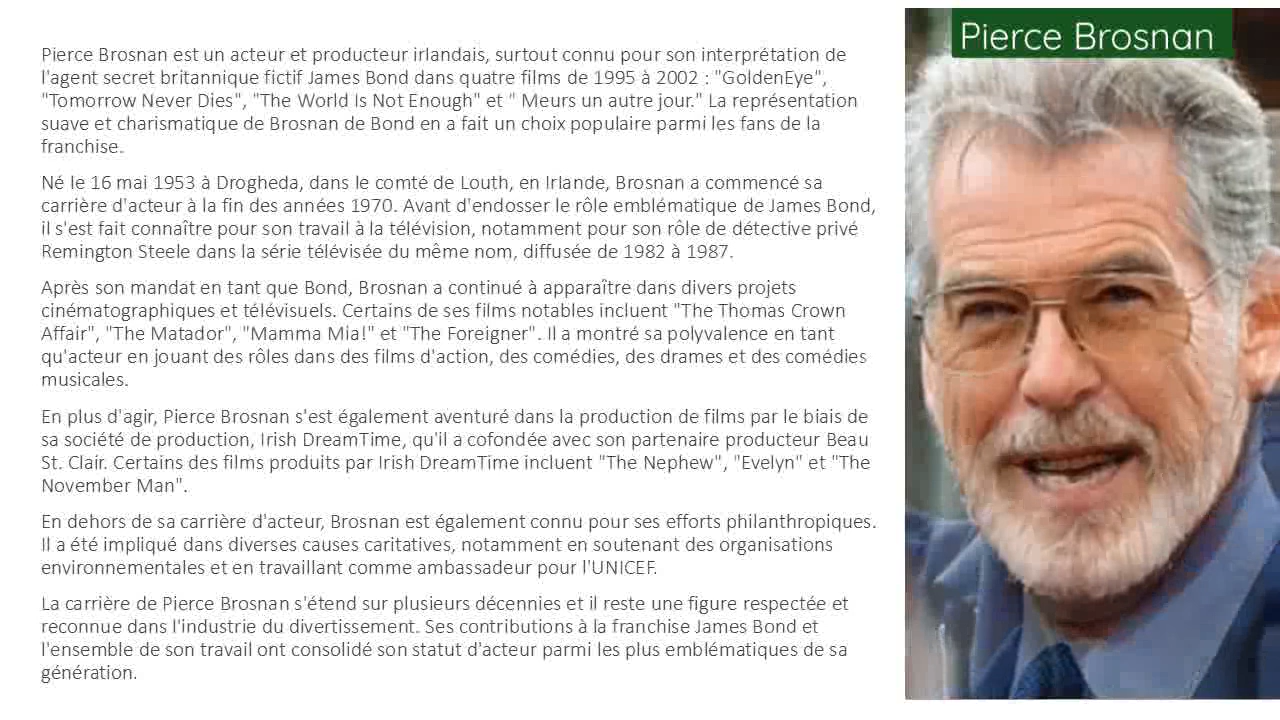 Pierce Brosnan
Pierce Brosnan est un acteur et producteur irlandais, surtout connu pour son interprétation de
l'agent secret britannique fictif James Bond dans quatre films de 1995 à 2002 : "GoldenEye",
"Tomorrow Never Dies", "The World Is Not Enough" et " Meurs un autre jour." La représentation
suave et charismatique de Brosnan de Bond en a fait un choix populaire parmi les fans de la
franchise.
Né le 16 mai 1953 à Drogheda, dans le comté de Louth, en Irlande, Brosnan a commencé sa
carrière d'acteur à la fin des années 1970. Avant d'endosser le rôle emblématique de James Bond,
il s'est fait connaître pour son travail à la télévision, notamment pour son rôle de détective privé
Remington Steele dans la série télévisée du même nom, diffusée de 1982 à 1987.
Après son mandat en tant que Bond, Brosnan a continué à apparaître dans divers projets
cinématographiques et télévisuels. Certains de ses films notables incluent "The Thomas Crown
Affair", "The Matador", "Mamma Mia!" et "The Foreigner". Il a montré sa polyvalence en tant
qu'acteur en jouant des rôles dans des films d'action, des comédies, des drames et des comédies
musicales.
En plus d'agir, Pierce Brosnan s'est également aventuré dans la production de films par le biais de
sa société de production, Irish DreamTime, qu'il a cofondée avec son partenaire producteur Beau
St. Clair. Certains des films produits par Irish DreamTime incluent "The Nephew", "Evelyn" et "The
November Man".
En dehors de sa carrière d'acteur, Brosnan est également connu pour ses efforts philanthropiques.
Il a été impliqué dans diverses causes caritatives, notamment en soutenant des organisations
environnementales et en travaillant comme ambassadeur pour l'UNICEF.
La carrière de Pierce Brosnan s'étend sur plusieurs décennies et il reste une figure respectée et
reconnue dans l'industrie du divertissement. Ses contributions à la franchise James Bond et
l'ensemble de son travail ont consolidé son statut d'acteur parmi les plus emblématiques de sa
génération.